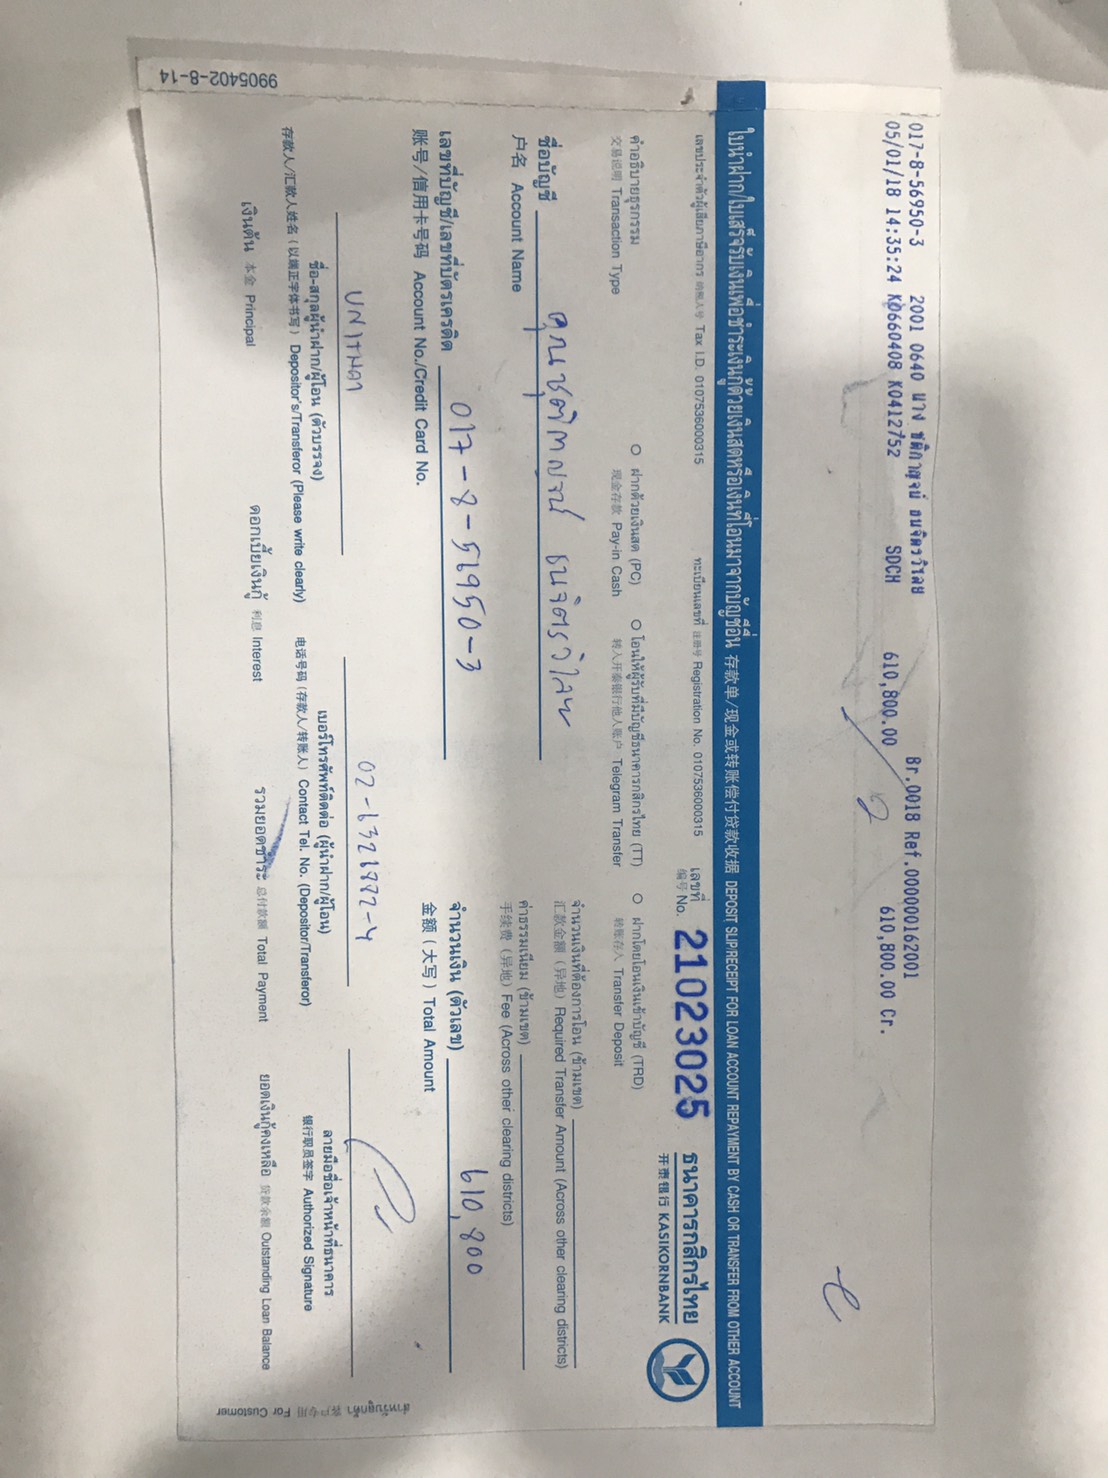 017-8-56950-3 2001 0640 นาง ชุติกาญจน์ ธนจิตรวิไลย Br.0018 Ref.000000162001
05/01/18 14:35:24 K0660408 K0412752 SDCH 610,800.00 610,800.00 Cr.
2
ใบนำฝาก/ใบเสร็จรับเงินเพื่อชำระเงินกู้ด้วยเงินสดหรือเงินที่โอนมาจากบัญชีอื่น 存款单/现金或转账偿付贷款收据 DEPOSIT SLIP/RECEIPT FOR LOAN ACCOUNT REPAYMENT BY CASH OR TRANSFER FROM OTHER ACCOUNT
เลขประจำตัวผู้เสียภาษีอากร 纳税人号 Tax I.D. 0107536000315 ทะเบียนเลขที่ 注册号 Registration No. 0107536000315 เลขที่ 编号 No. 21023025 ธนาคารกสิกรไทย
开泰银行 KASIKORNBANK
คำอธิบายธุรกรรม ฝากด้วยเงินสด (PC) โอนให้ผู้รับที่มีบัญชีธนาคารกสิกรไทย (TT) ฝากโดยโอนเงินเข้าบัญชี (TRD)
交易说明 Transaction Type 现金存款 Pay-in Cash 转入开泰银行他人账户 Telegram Transfer 转账存入 Transfer Deposit
จำนวนเงินที่ต้องการโอน (ข้ามเขต)
汇款金额 (异地) Required Transfer Amount (Across other clearing districts)
ชื่อบัญชี คุณชุติกาญจน์ ธนจิตรวิไลย
户名 Account Name
ค่าธรรมเนียม (ข้ามเขต)
手续费 (异地) Fee (Across other clearing districts)
เลขที่บัญชี/เลขที่บัตรเครดิต 017-8-56950-3 จำนวนเงิน (ตัวเลข) 610,800
账号/信用卡号码 Account No./Credit Card No. 金额 (大写) Total Amount
02-6326882-4
ชื่อ-สกุลผู้นำฝาก/ผู้โอน (ตัวบรรจง) เบอร์โทรศัพท์ติดต่อ (ผู้นำฝาก/ผู้โอน) ลายมือชื่อเจ้าหน้าที่ธนาคาร
存款人/汇款人姓名 (以端正字体书写) Depositor's/Transferor (Please write clearly) 电话号码 (存款人/转账人) Contact Tel. No. (Depositor/Transferor) 银行职员签字 Authorized Signature
เงินต้น 本金 Principal ดอกเบี้ยเงินกู้ 利息 Interest รวมยอดชำระ 总付款额 Total Payment ยอดเงินกู้คงเหลือ 贷款余额 Outstanding Loan Balance
9905402-8-14
สำหรับลูกค้า 客户专用 For Customer